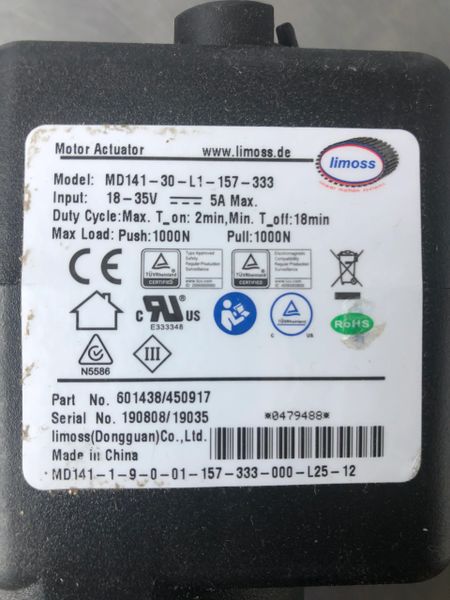 Motor Actuator www.limoss.de
limoss
Model: MD141-30-L1-157-333
Input: 18-35V 5A Max.
Duty Cycle:Max. T_on: 2min,Min. T_off:18min
Max Load: Push:1000N Pull:1000N
CE
TÜVRheinland
CERTIFIED
TÜVRheinland
CERTIFIED
c RU US
E333348
C US
RoHS
N5586
III
Part No. 601438/450917
Serial No. 190808/19035 *0479488*
limoss(Dongguan)Co.,Ltd.
Made in China
MD141-1-9-0-01-157-333-000-L25-12